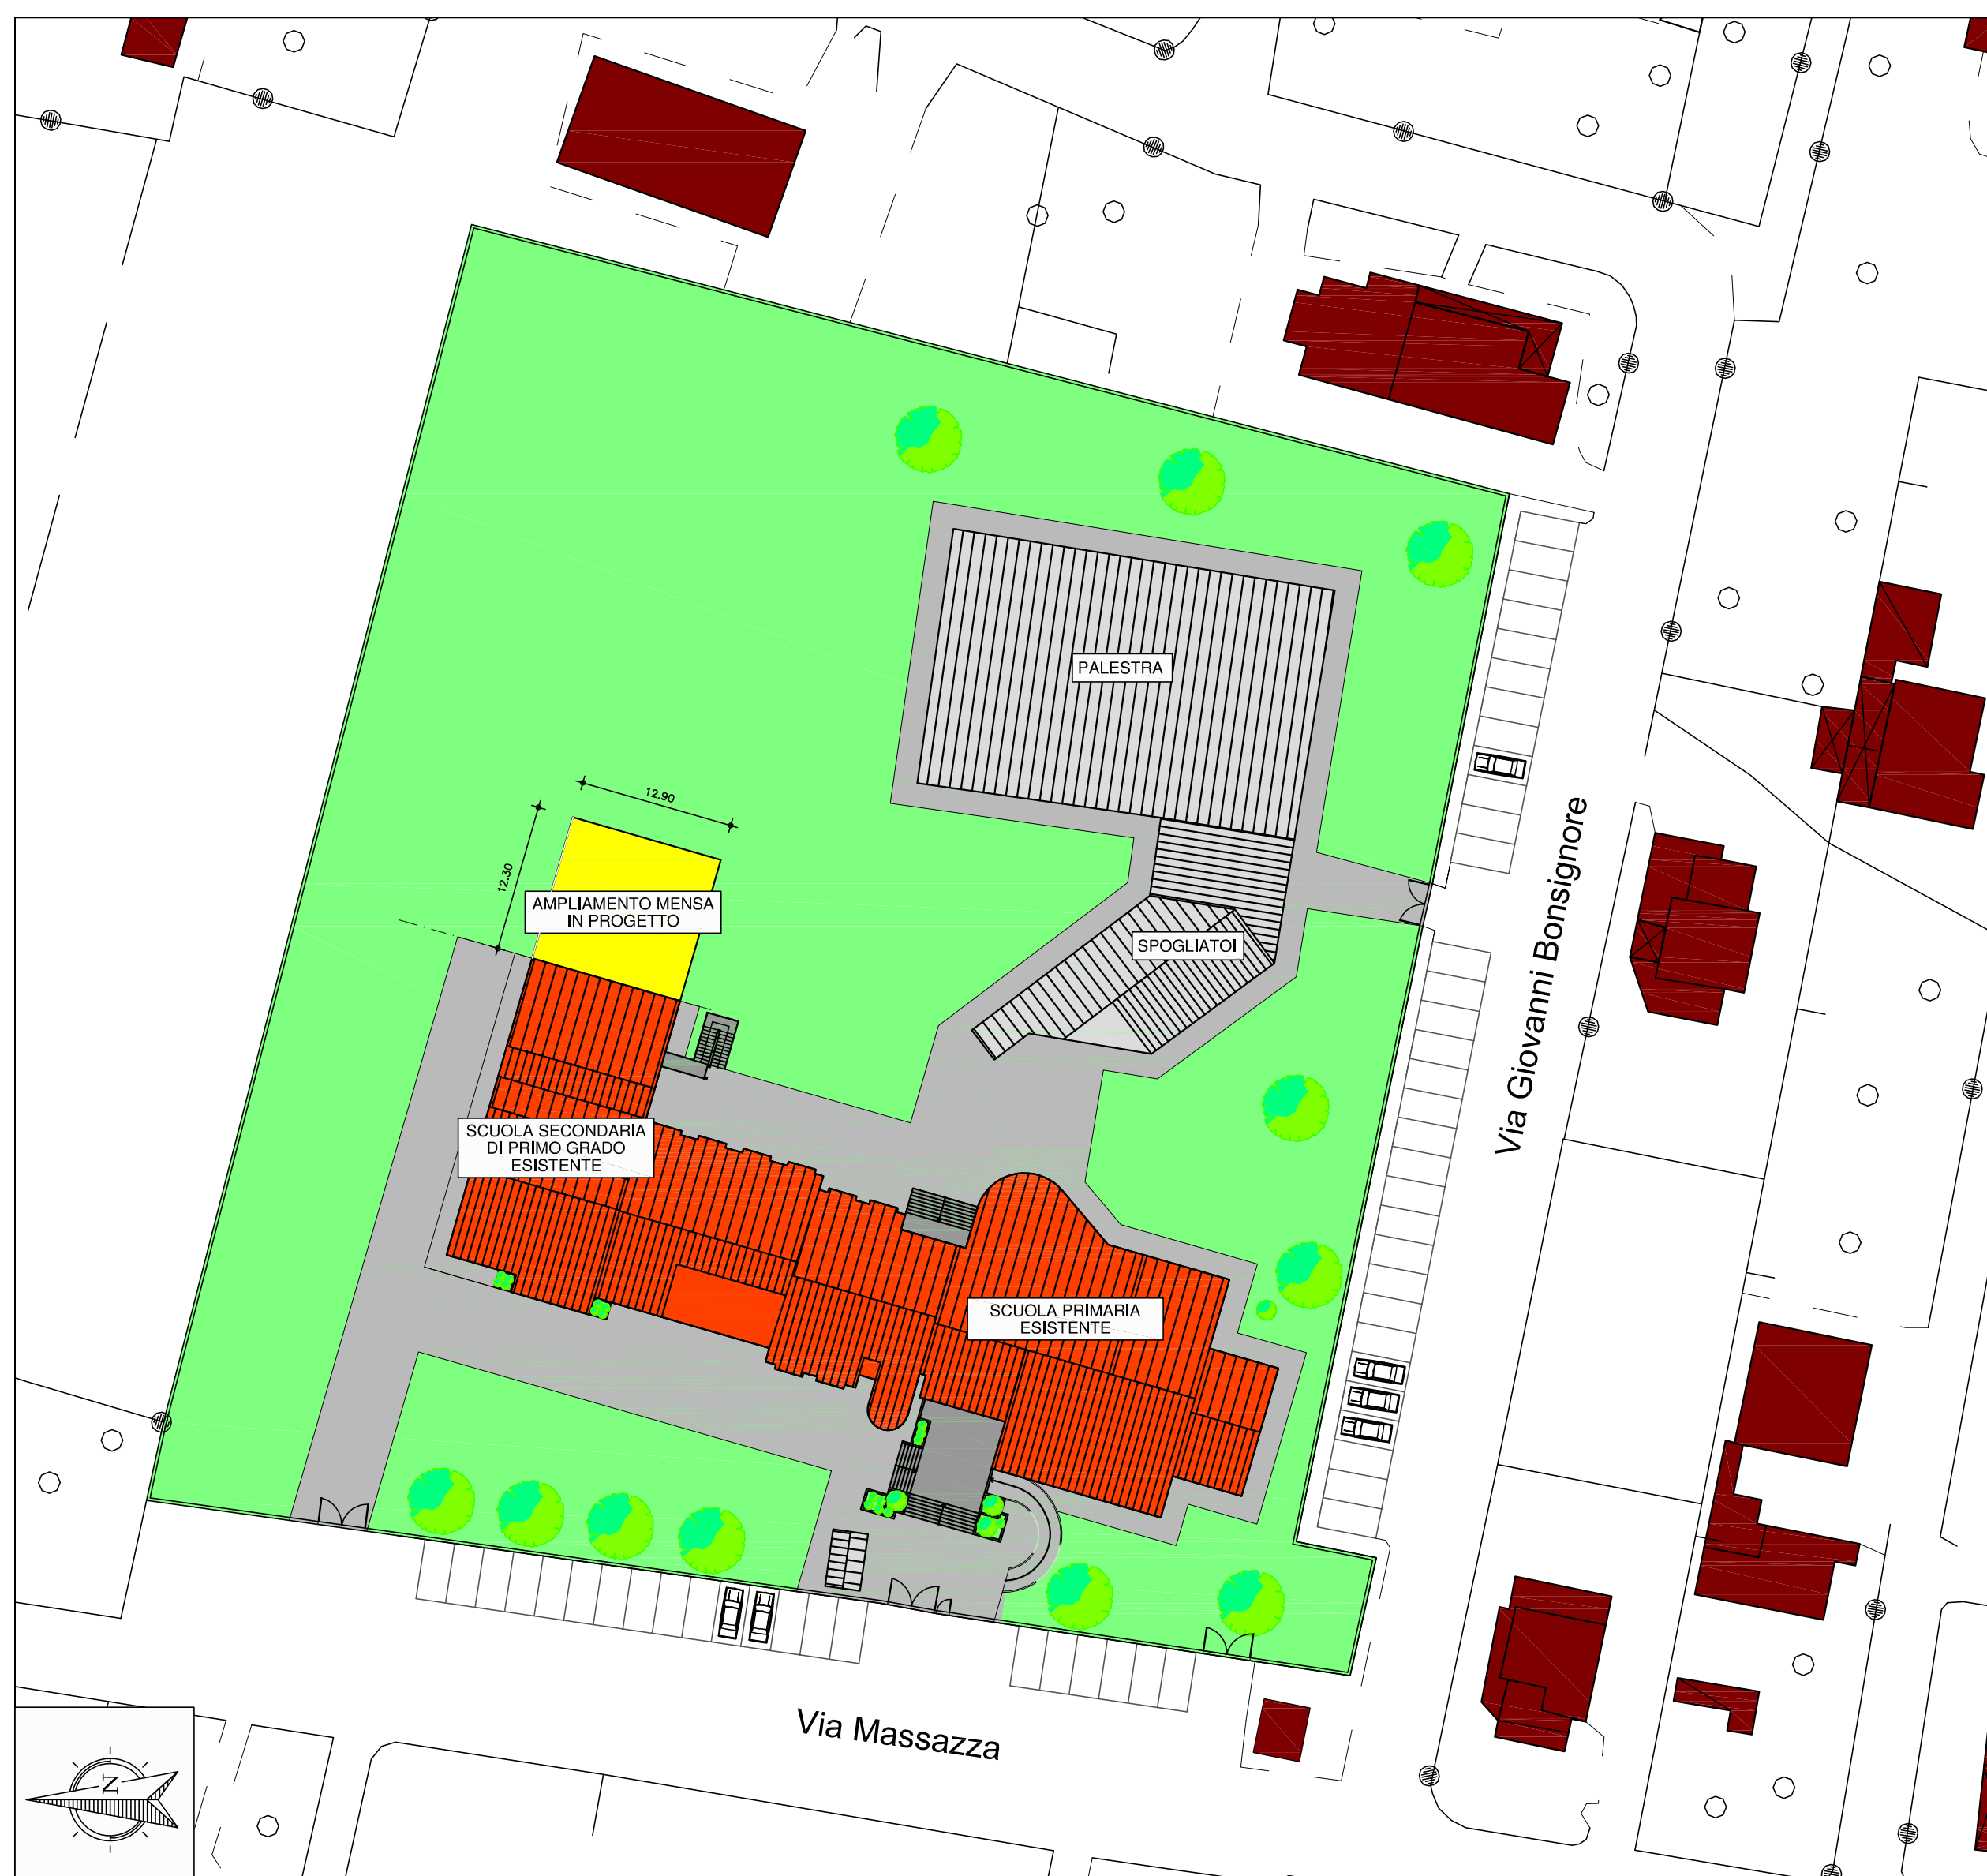 PALESTRA
12.90
12.30
AMPLIAMENTO MENSA
IN PROGETTO
SPOGLIATOI
Via Giovanni Bonsignore
SCUOLA SECONDARIA
DI PRIMO GRADO
ESISTENTE
SCUOLA PRIMARIA
ESISTENTE
Via Massazza
N